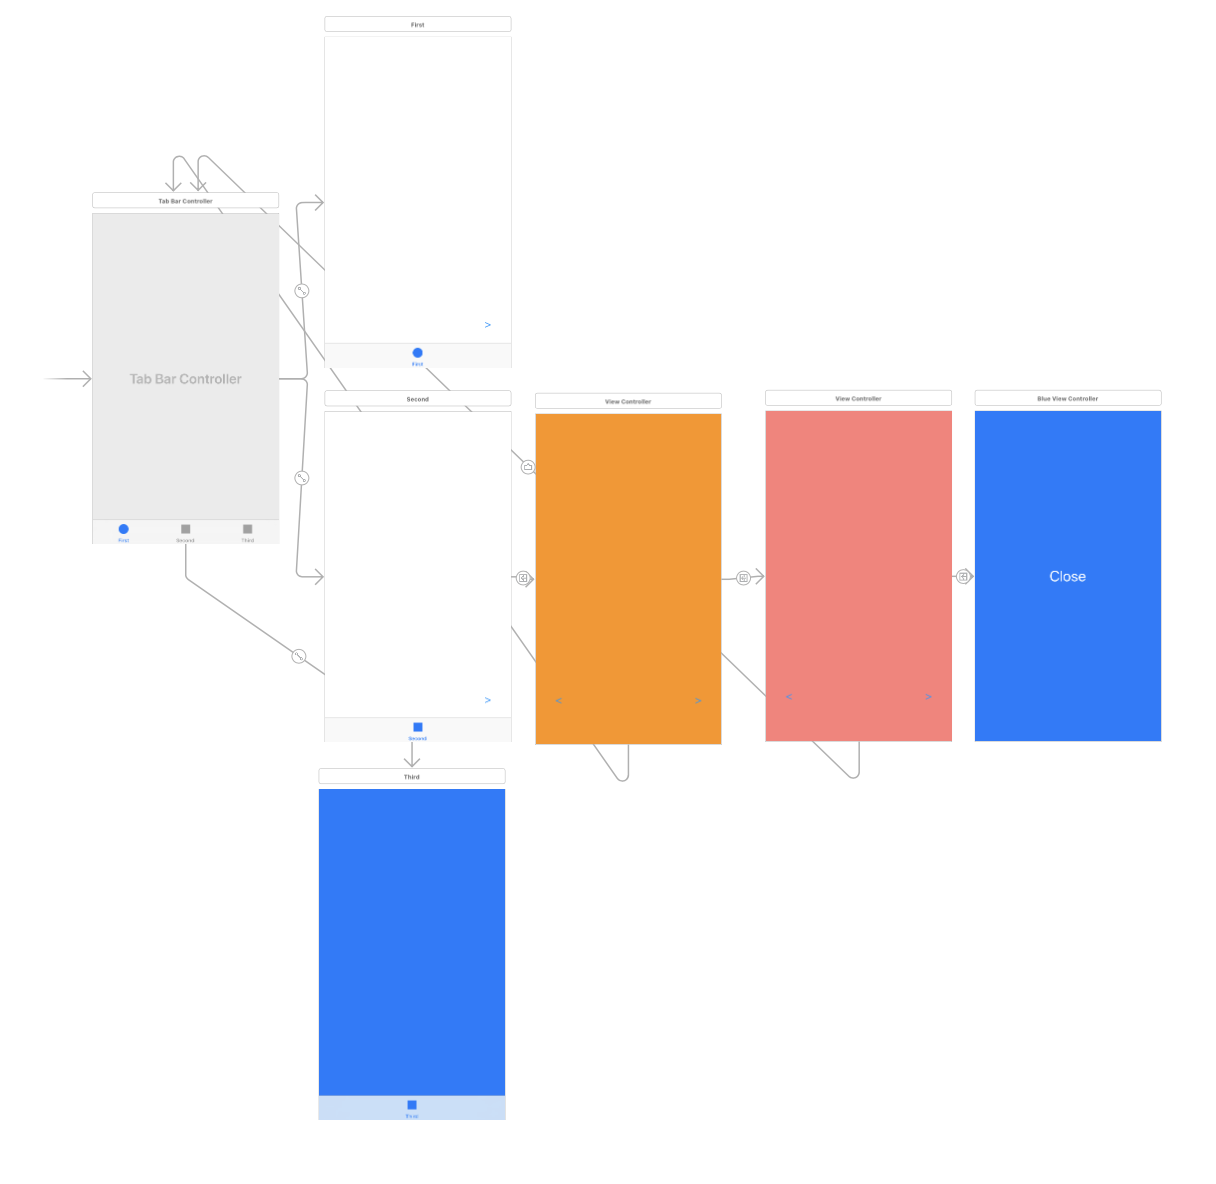 First
>
First
Tab Bar Controller
Tab Bar Controller
First
Second
Third
Second
>
Second
View Controller
<
>
View Controller
<
>
Blue View Controller
Close
Third